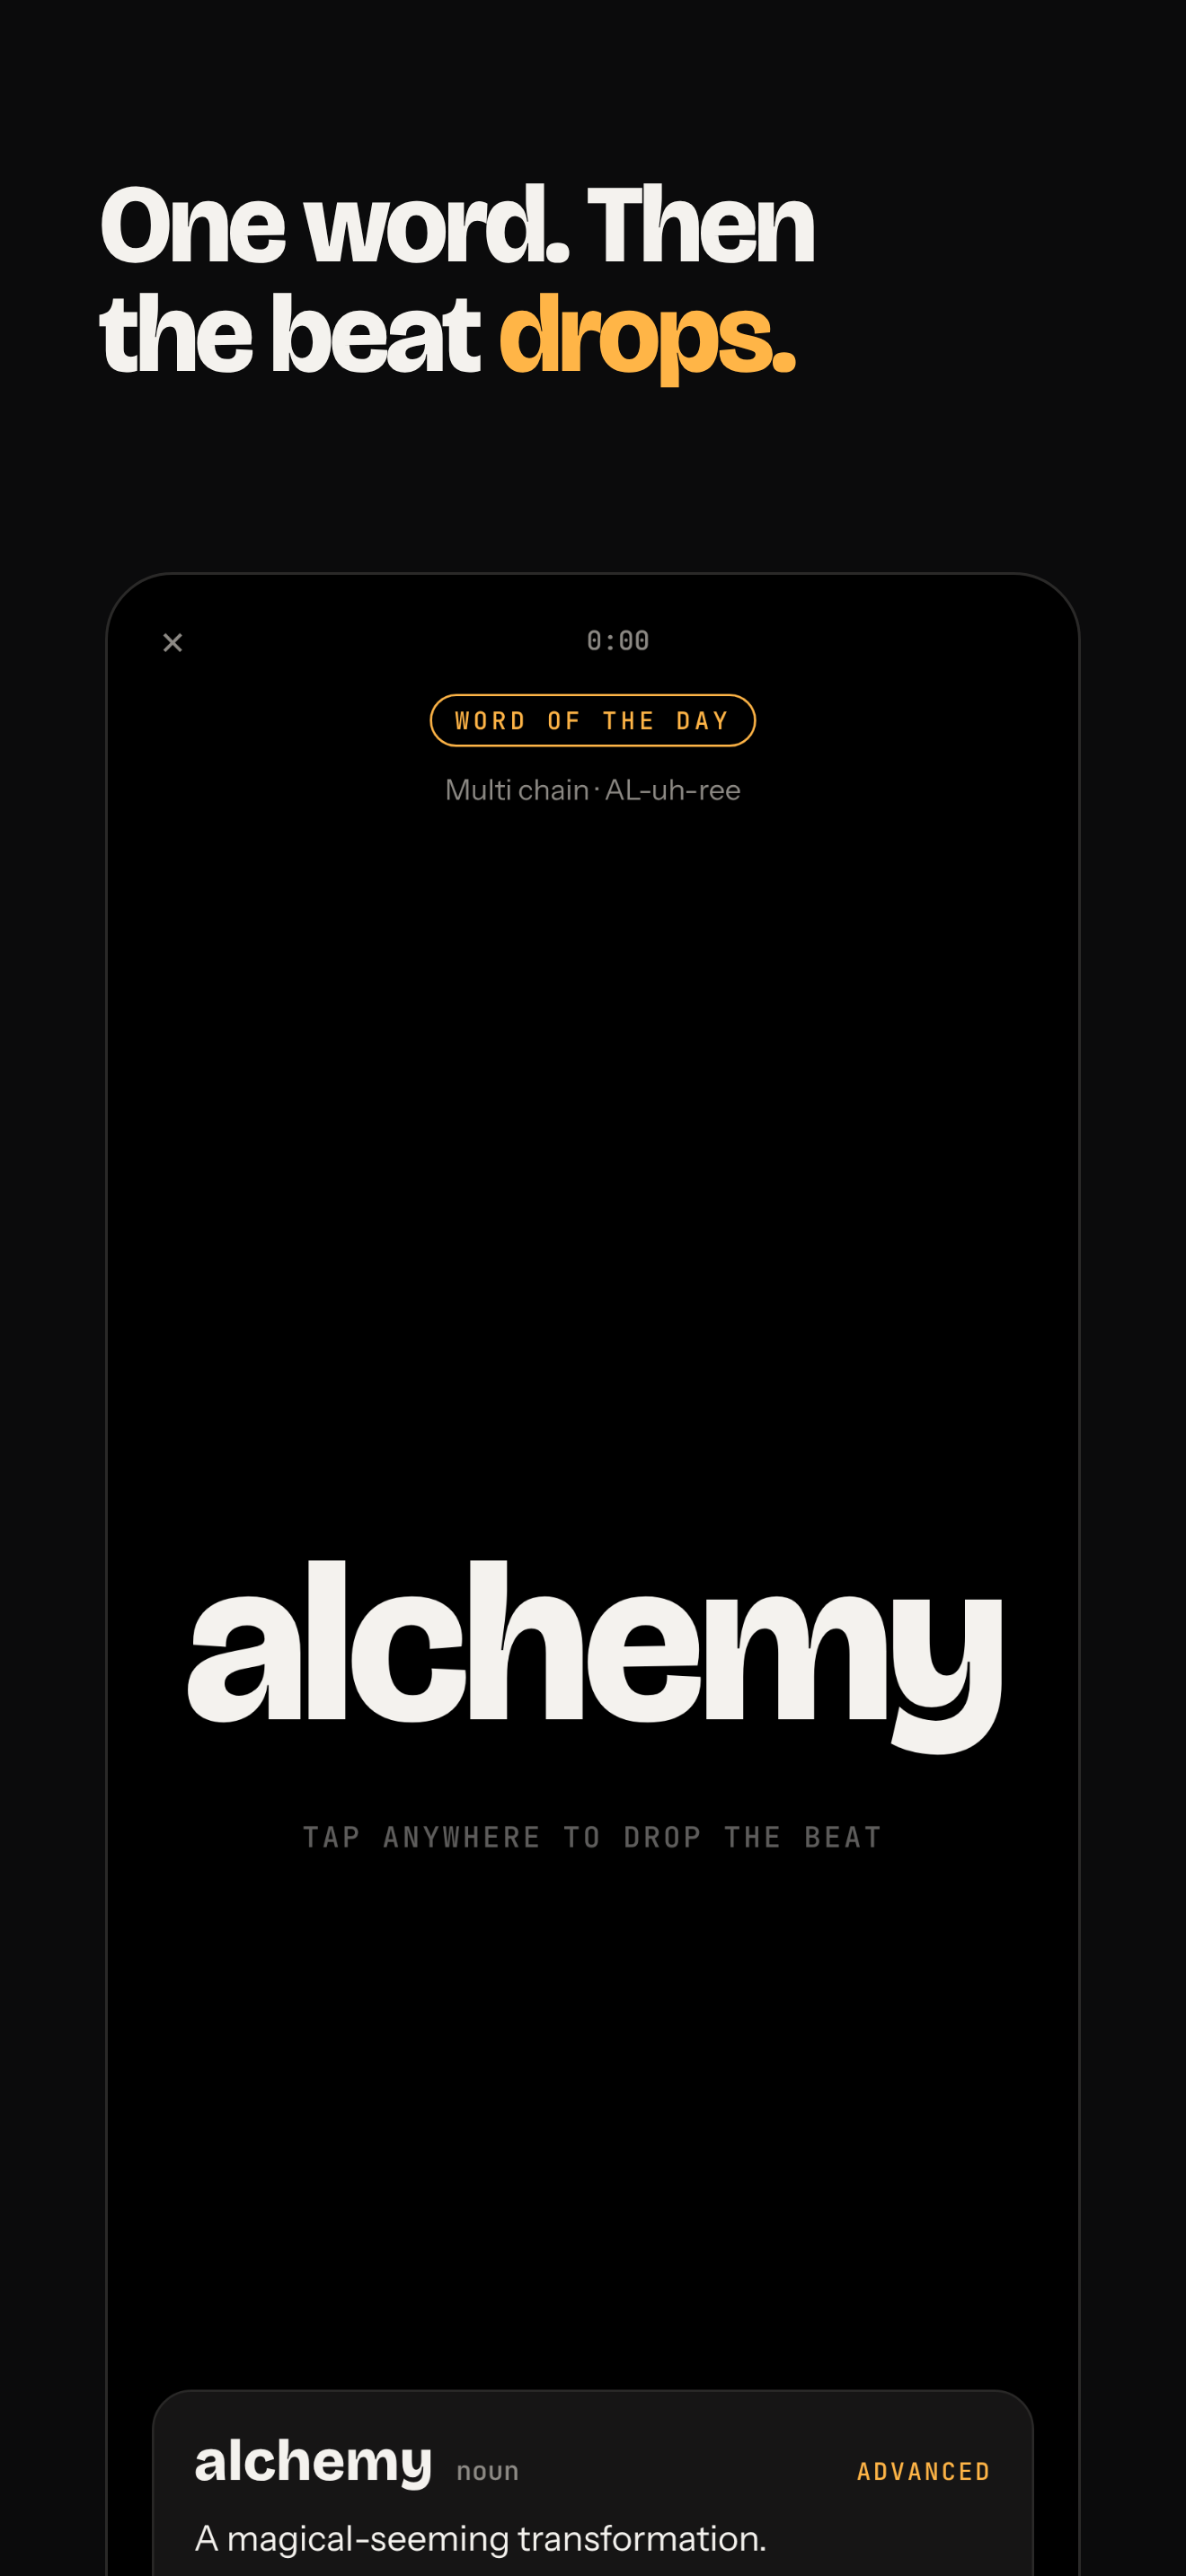 One word. Then
the beat drops.
× 0:00
WORD OF THE DAY
Multi chain · AL-uh-ree
alchemy
TAP ANYWHERE TO DROP THE BEAT
alchemy noun ADVANCED
A magical-seeming transformation.